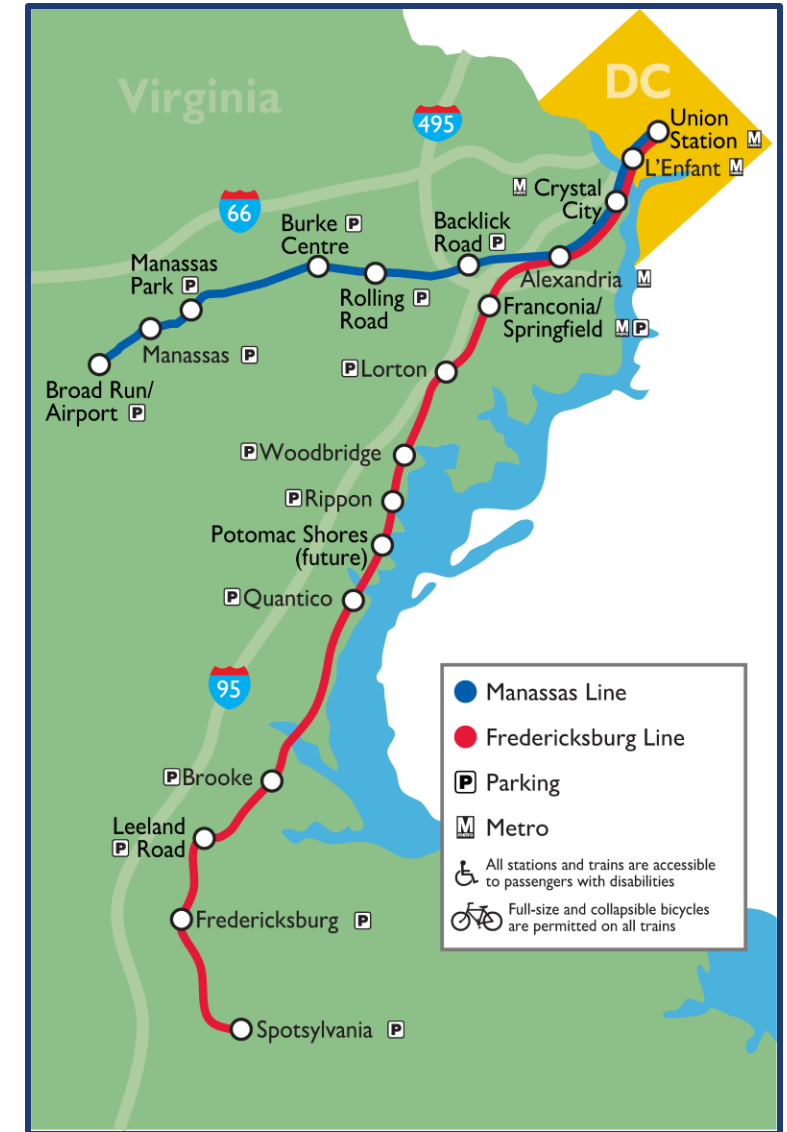 Virginia
DC
495
66
95
Union
Station M
L'Enfant M
M Crystal
City
Alexandria M
Backlick
Road P
Burke P
Centre
Rolling P
Road
Manassas
Park P
Manassas P
Broad Run/
Airport P
Franconia/
Springfield M P
P Lorton
P Woodbridge
P Rippon
Potomac Shores
(future)
P Quantico
P Brooke
Leeland
P Road
Fredericksburg P
Spotsylvania P
Manassas Line
Fredericksburg Line
P Parking
M metro Metro
All stations and trains are accessible
to passengers with disabilities
Full-size and collapsible bicycles
are permitted on all trains